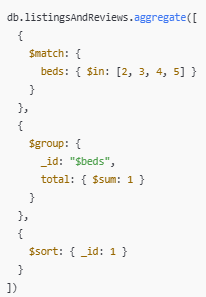 db.listingsAndReviews.aggregate([
  {
    $match: {
      beds: { $in: [2, 3, 4, 5] }
    }
  },
  {
    $group: {
      _id: "$beds",
      total: { $sum: 1 }
    }
  },
  {
    $sort: { _id: 1 }
  }
])